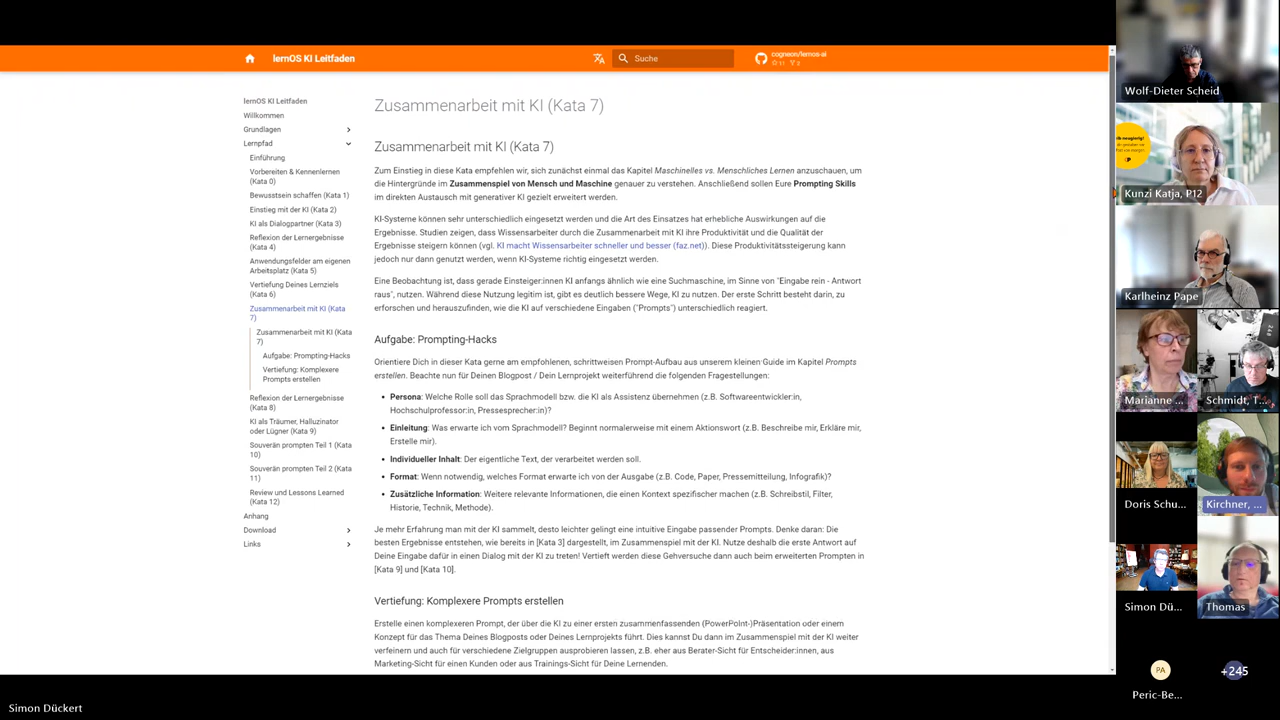 lernOS KI Leitfaden
Suche
cogneon/lernos-ai
lernOS KI Leitfaden
Willkommen
Grundlagen
Lernpfad
Einführung
Vorbereiten & Kennenlernen
(Kata 0)
Bewusstsein schaffen (Kata 1)
Einstieg mit der KI (Kata 2)
KI als Dialogpartner (Kata 3)
Reflexion der Lernergebnisse
(Kata 4)
Anwendungsfelder am eigenen
Arbeitsplatz (Kata 5)
Vertiefung Deines Lernziels
(Kata 6)
Zusammenarbeit mit KI (Kata
7)
Zusammenarbeit mit KI (Kata
7)
Aufgabe: Prompting-Hacks
Vertiefung: Komplexere
Prompts erstellen
Reflexion der Lernergebnisse
(Kata 8)
KI als Träumer, Halluzinator
oder Lügner (Kata 9)
Souverän prompten Teil 1 (Kata
10)
Souverän prompten Teil 2 (Kata
11)
Review und Lessons Learned
(Kata 12)
Anhang
Download
Links
Zusammenarbeit mit KI (Kata 7)
Zusammenarbeit mit KI (Kata 7)
Zum Einstieg in diese Kata empfehlen wir, sich zunächst einmal das Kapitel Maschinelles vs. Menschliches Lernen anzuschauen, um
die Hintergründe im Zusammenspiel von Mensch und Maschine genauer zu verstehen. Anschließend sollen Eure Prompting Skills
im direkten Austausch mit generativer KI gezielt erweitert werden.
KI-Systeme können sehr unterschiedlich eingesetzt werden und die Art des Einsatzes hat erhebliche Auswirkungen auf die
Ergebnisse. Studien zeigen, dass Wissensarbeiter durch die Zusammenarbeit mit KI ihre Produktivität und die Qualität der
Ergebnisse steigern können (vgl. KI macht Wissensarbeiter schneller und besser (faz.net)). Diese Produktivitätssteigerung kann
jedoch nur dann genutzt werden, wenn KI-Systeme richtig eingesetzt werden.
Eine Beobachtung ist, dass gerade Einsteiger:innen KI anfangs ähnlich wie eine Suchmaschine, im Sinne von "Eingabe rein - Antwort
raus", nutzen. Während diese Nutzung legitim ist, gibt es deutlich bessere Wege, KI zu nutzen. Der erste Schritt besteht darin, zu
erforschen und herauszufinden, wie die KI auf verschiedene Eingaben ("Prompts") unterschiedlich reagiert.
Aufgabe: Prompting-Hacks
Orientiere Dich in dieser Kata gerne am empfohlenen, schrittweisen Prompt-Aufbau aus unserem kleinen Guide im Kapitel Prompts
erstellen. Beachte nun für Deinen Blogpost / Dein Lernprojekt weiterführend die folgenden Fragestellungen:
• Persona: Welche Rolle soll das Sprachmodell bzw. die KI als Assistenz übernehmen (z.B. Softwareentwickler:in,
Hochschulprofessor:in, Pressesprecher:in)?
• Einleitung: Was erwarte ich vom Sprachmodell? Beginnt normalerweise mit einem Aktionswort (z.B. Beschreibe mir, Erkläre mir,
Erstelle mir).
• Individueller Inhalt: Der eigentliche Text, der verarbeitet werden soll.
• Format: Wenn notwendig, welches Format erwarte ich von der Ausgabe (z.B. Code, Paper, Pressemitteilung, Infografik)?
• Zusätzliche Information: Weitere relevante Informationen, die einen Kontext spezifischer machen (z.B. Schreibstil, Filter,
Historie, Technik, Methode).
Je mehr Erfahrung man mit der KI sammelt, desto leichter gelingt eine intuitive Eingabe passender Prompts. Denke daran: Die
besten Ergebnisse entstehen, wie bereits in [Kata 3] dargestellt, im Zusammenspiel mit der KI. Nutze deshalb die erste Antwort auf
Deine Eingabe dafür in einen Dialog mit der KI zu treten! Vertieft werden diese Gehversuche dann auch beim erweiterten Prompten in
[Kata 9] und [Kata 10].
Vertiefung: Komplexere Prompts erstellen
Erstelle einen komplexeren Prompt, der über die KI zu einer ersten zusammenfassenden (PowerPoint-)Präsentation oder einem
Konzept für das Thema Deines Blogposts oder Deines Lernprojekts führt. Dies kannst Du dann im Zusammenspiel mit der KI weiter
verfeinern und auch für verschiedene Zielgruppen ausprobieren lassen, z.B. eher aus Berater-Sicht für Entscheider:innen, aus
Marketing-Sicht für einen Kunden oder aus Trainings-Sicht für Deine Lernenden.
Wolf-Dieter Scheid
Kunzi Katja, P12
Karlheinz Pape
Marianne ...
Schmidt, T...
Doris Schu...
Kirchner, ...
Simon Dü...
Thomas
PA
Peric-Be...
+245
Simon Dückert